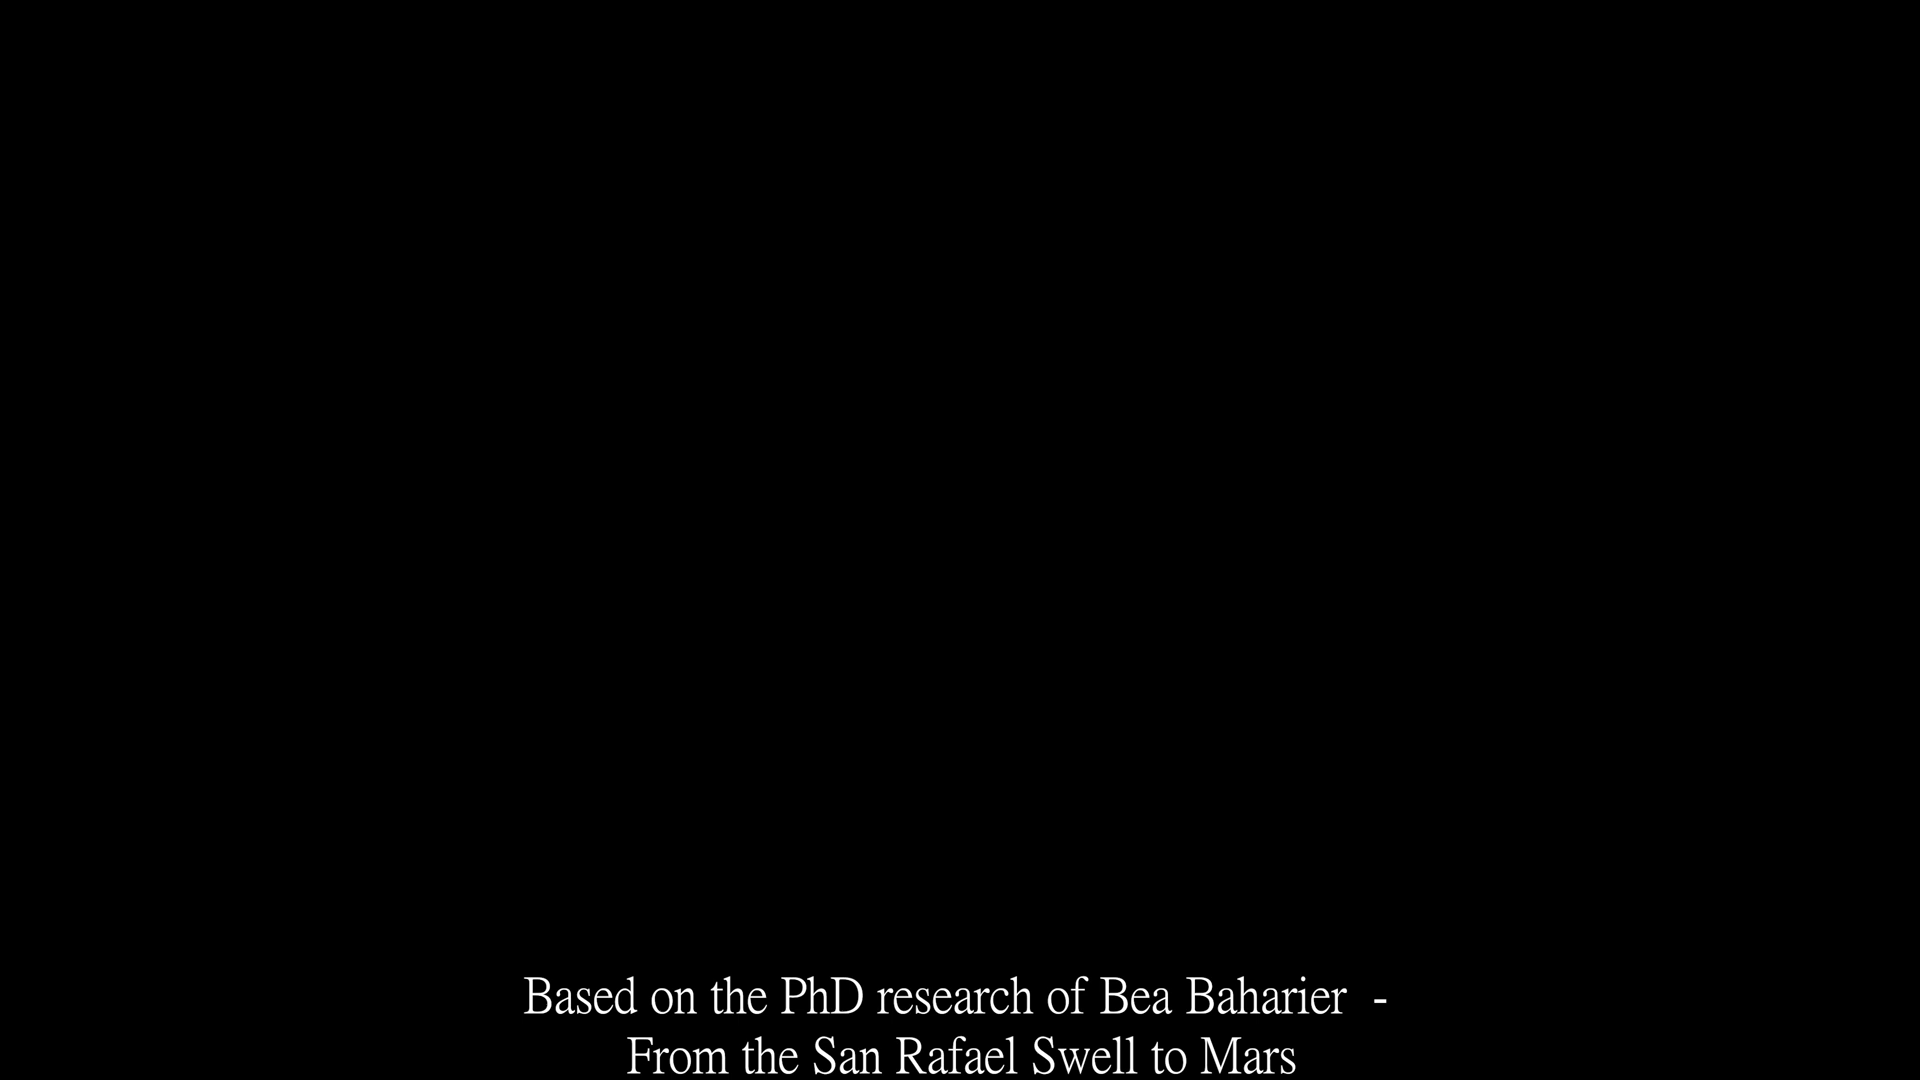 Based on the PhD research of Bea Baharier  -
From the San Rafael Swell to Mars